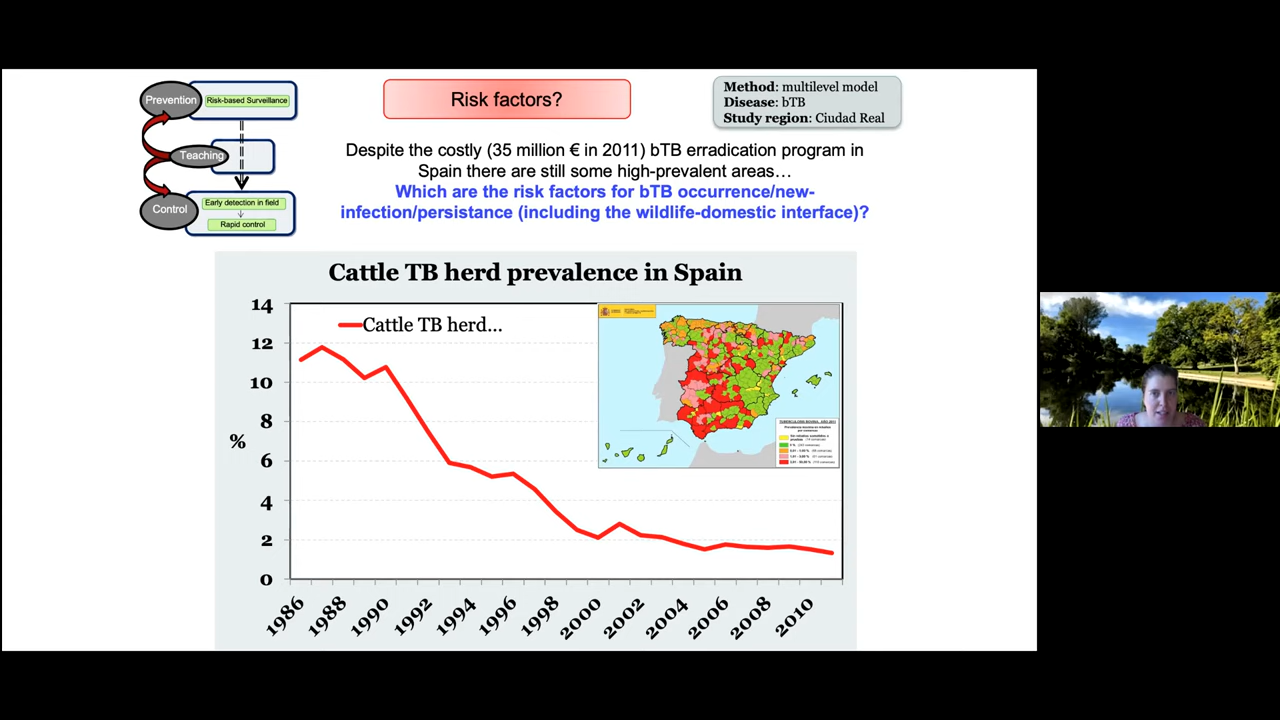 Prevention
Risk-based Surveillance
Teaching
Control
Early detection in field
Rapid control
Risk factors?
Method: multilevel model
Disease: bTB
Study region: Ciudad Real
Despite the costly (35 million € in 2011) bTB erradication program in
Spain there are still some high-prevalent areas…
Which are the risk factors for bTB occurrence/new-
infection/persistance (including the wildlife-domestic interface)?
Cattle TB herd prevalence in Spain
Cattle TB herd...
%
14
12
10
8
6
4
2
0
1986
1988
1990
1992
1994
1996
1998
2000
2002
2004
2006
2008
2010